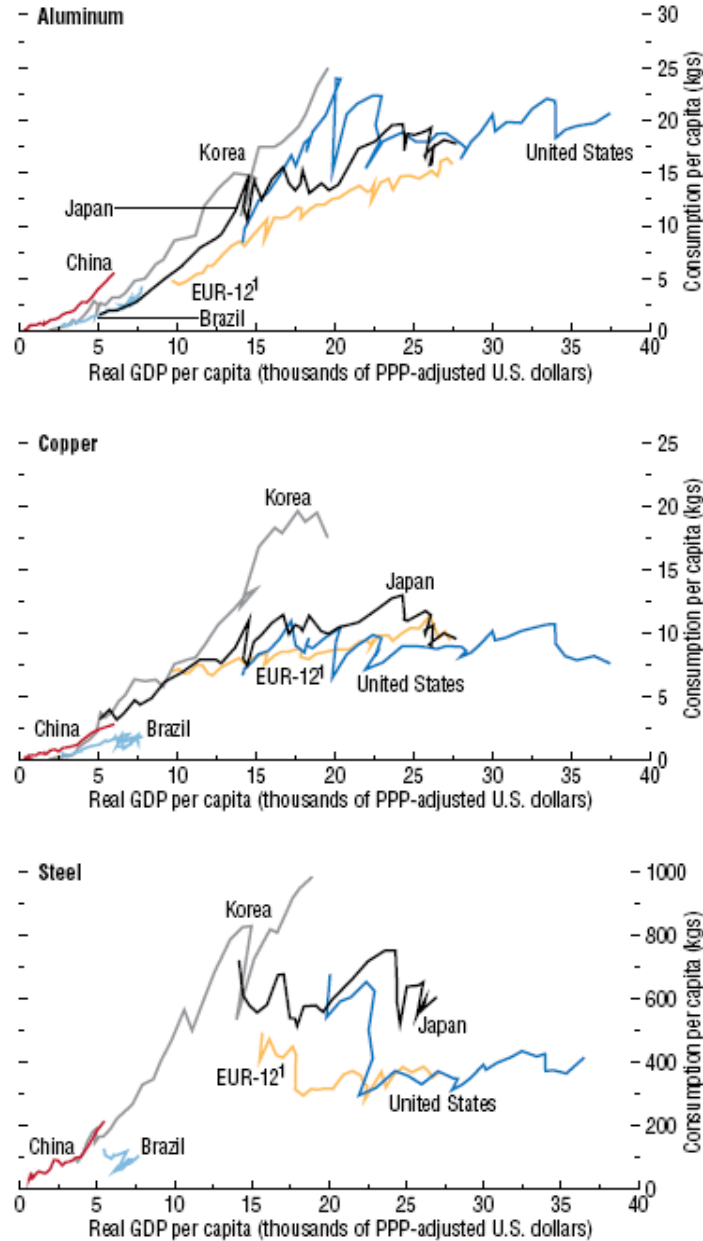 Aluminum
30
25
20
15
10
5
0
Consumption per capita (kgs)
Korea
United States
Japan
China
EUR-12¹
Brazil
0 5 10 15 20 25 30 35 40
Real GDP per capita (thousands of PPP-adjusted U.S. dollars)
Copper
25
20
15
10
5
0
Consumption per capita (kgs)
Korea
Japan
EUR-12¹
United States
China
Brazil
0 5 10 15 20 25 30 35 40
Real GDP per capita (thousands of PPP-adjusted U.S. dollars)
Steel
1000
800
600
400
200
0
Consumption per capita (kgs)
Korea
Japan
EUR-12¹
United States
China
Brazil
0 5 10 15 20 25 30 35 40
Real GDP per capita (thousands of PPP-adjusted U.S. dollars)